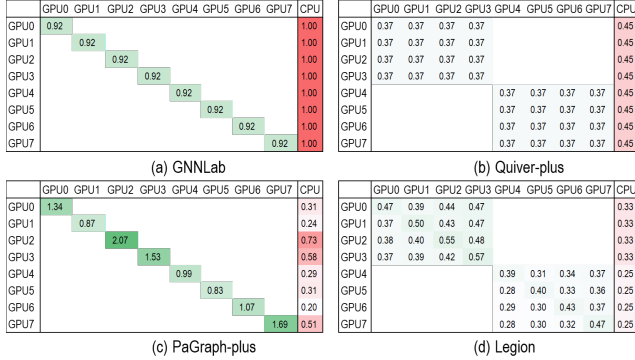 GPU0 GPU1 GPU2 GPU3 GPU4 GPU5 GPU6 GPU7 CPU
GPU0 0.92 1.00
GPU1 0.92 1.00
GPU2 0.92 1.00
GPU3 0.92 1.00
GPU4 0.92 1.00
GPU5 0.92 1.00
GPU6 0.92 1.00
GPU7 0.92 1.00
(a) GNNLab
GPU0 GPU1 GPU2 GPU3 GPU4 GPU5 GPU6 GPU7 CPU
GPU0 0.37 0.37 0.37 0.37 0.45
GPU1 0.37 0.37 0.37 0.37 0.45
GPU2 0.37 0.37 0.37 0.37 0.45
GPU3 0.37 0.37 0.37 0.37 0.45
GPU4 0.37 0.37 0.37 0.37 0.45
GPU5 0.37 0.37 0.37 0.37 0.45
GPU6 0.37 0.37 0.37 0.37 0.45
GPU7 0.37 0.37 0.37 0.37 0.45
(b) Quiver-plus
GPU0 GPU1 GPU2 GPU3 GPU4 GPU5 GPU6 GPU7 CPU
GPU0 1.34 0.31
GPU1 0.87 0.24
GPU2 2.07 0.73
GPU3 1.53 0.58
GPU4 0.99 0.29
GPU5 0.83 0.31
GPU6 1.07 0.20
GPU7 1.69 0.51
(c) PaGraph-plus
GPU0 GPU1 GPU2 GPU3 GPU4 GPU5 GPU6 GPU7 CPU
GPU0 0.47 0.39 0.44 0.47 0.33
GPU1 0.37 0.50 0.43 0.47 0.33
GPU2 0.38 0.40 0.55 0.48 0.33
GPU3 0.37 0.39 0.42 0.57 0.33
GPU4 0.39 0.31 0.34 0.37 0.25
GPU5 0.28 0.40 0.33 0.36 0.25
GPU6 0.29 0.30 0.43 0.37 0.25
GPU7 0.28 0.30 0.32 0.47 0.25
(d) Legion